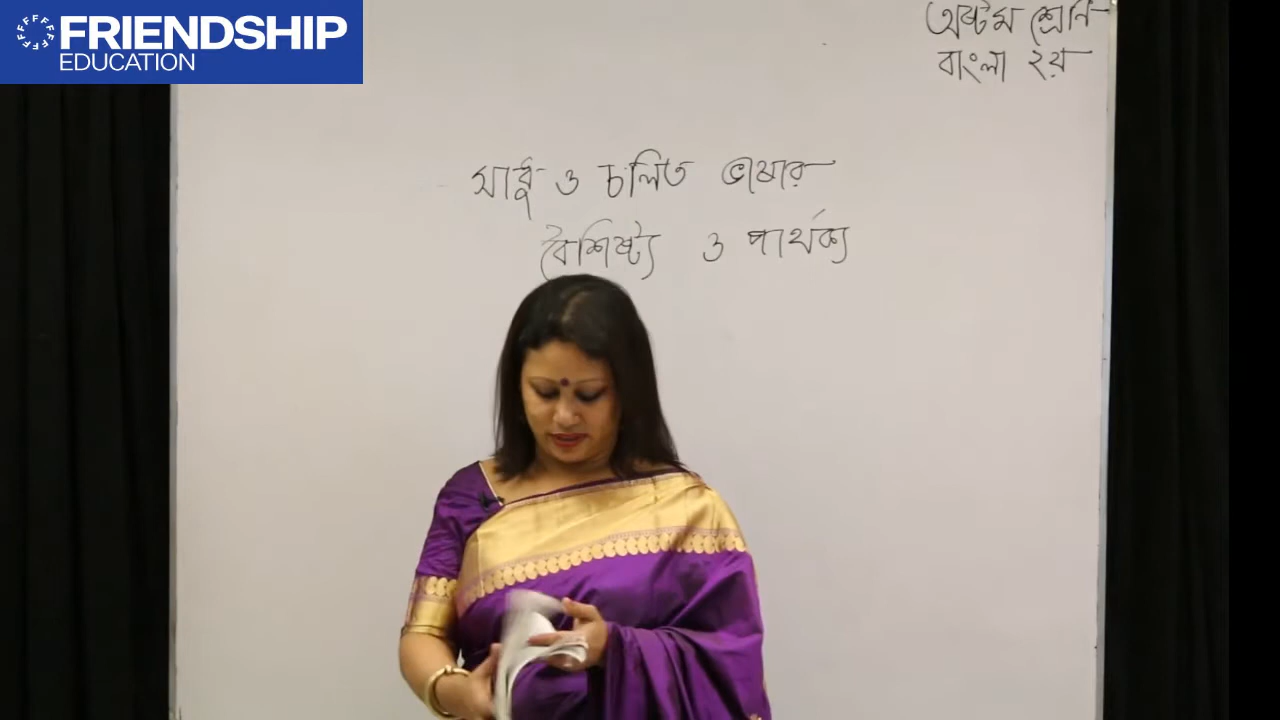 FRIENDSHIP
EDUCATION
অষ্টম শ্রেণি
বাংলা ২য়
সাধু ও চলিত ভাষার
বৈশিষ্ট্য ও পার্থক্য